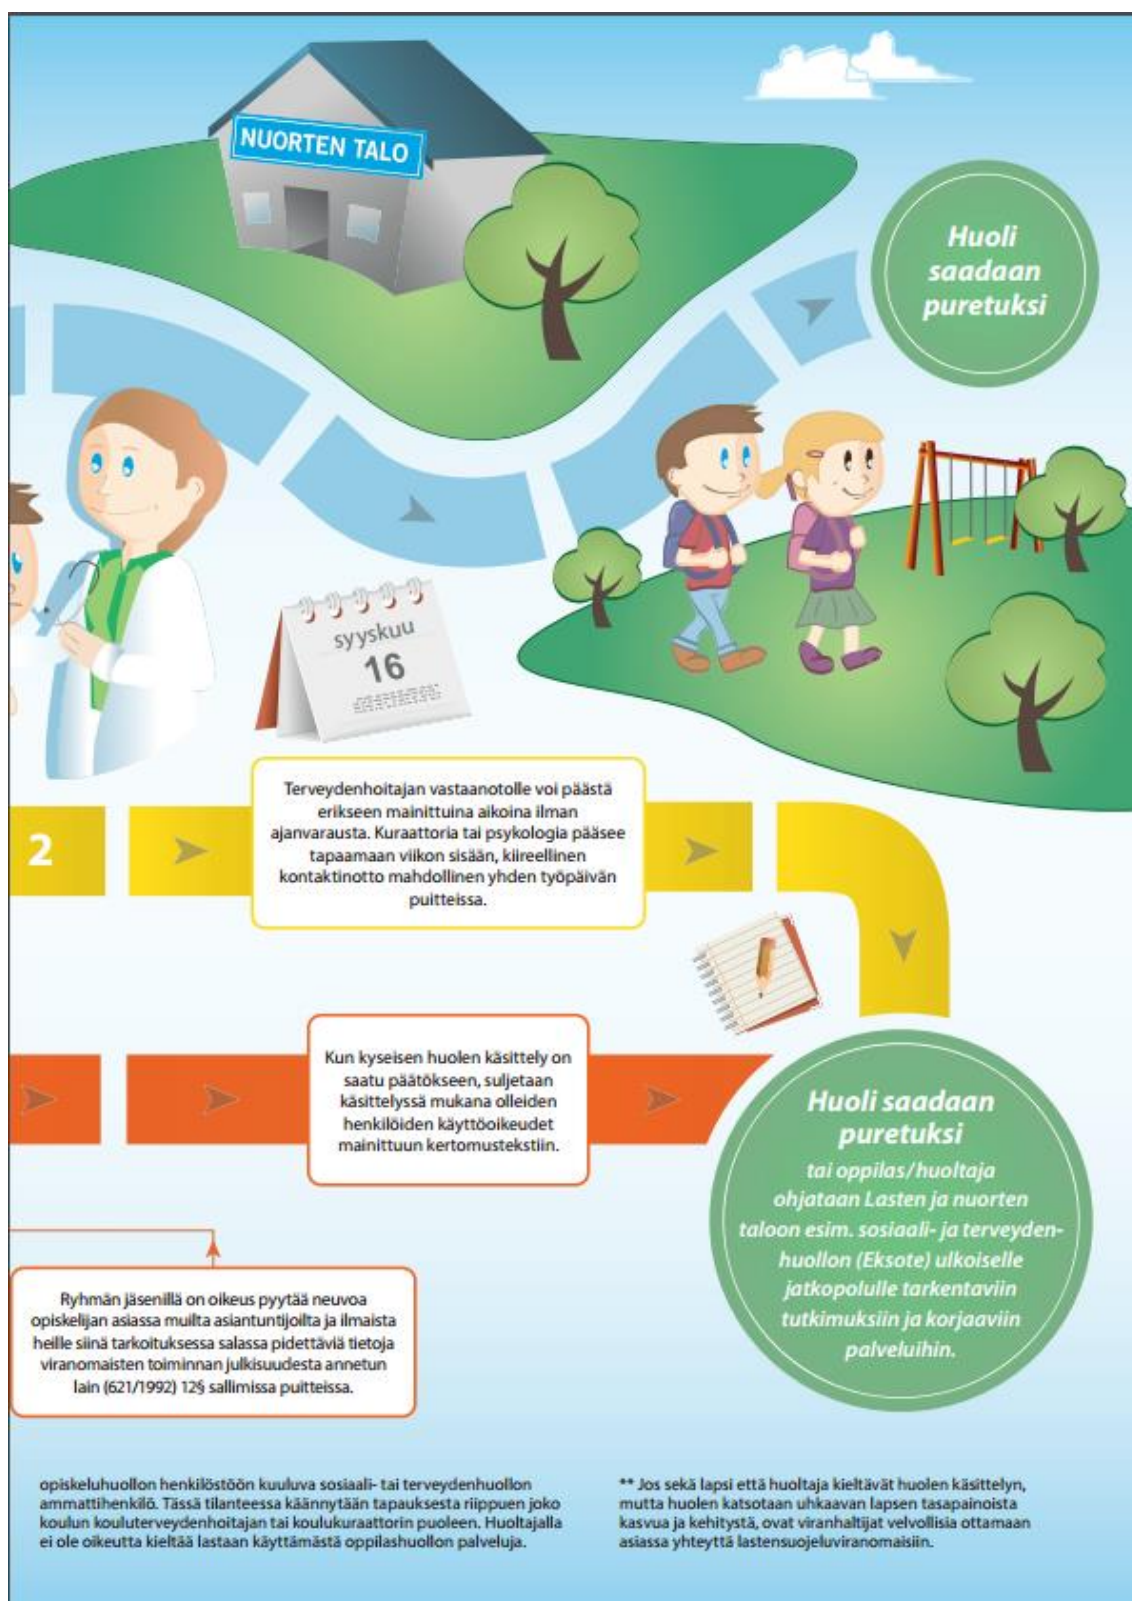 NUORTEN TALO
Huoli
saadaan
puretuksi
syyskuu
16
2
Terveydenhoitajan vastaanotolle voi päästä
erikseen mainittuina aikoina ilman
ajanvarausta. Kuraattoria tai psykologia pääsee
tapaamaan viikon sisään, kiireellinen
kontaktinotto mahdollinen yhden työpäivän
puitteissa.
Kun kyseisen huolen käsittely on
saatu päätökseen, suljetaan
käsittelyssä mukana olleiden
henkilöiden käyttöoikeudet
mainittuun kertomustekstiin.
Huoli saadaan
puretuksi
tai oppilas/huoltaja
ohjataan Lasten ja nuorten
taloon esim. sosiaali- ja terveyden-
huollon (Eksote) ulkoiselle
jatkopolulle tarkentaviin
tutkimuksiin ja korjaaviin
palveluihin.
Ryhmän jäsenillä on oikeus pyytää neuvoa
opiskelijan asiassa muilta asiantuntijoilta ja ilmaista
heille siinä tarkoituksessa salassa pidettäviä tietoja
viranomaisten toiminnan julkisuudesta annetun
lain (621/1992) 12§ sallimissa puitteissa.
opiskeluhuollon henkilöstöön kuuluva sosiaali- tai terveydenhuollon
ammattihenkilö. Tässä tilanteessa käännytään tapauksesta riippuen joko
koulun kouluterveydenhoitajan tai koulukuraattorin puoleen. Huoltajalla
ei ole oikeutta kieltää lastaan käyttämästä oppilashuollon palveluja.
** Jos sekä lapsi että huoltaja kieltävät huolen käsittelyn,
mutta huolen katsotaan uhkaavan lapsen tasapainoista
kasvua ja kehitystä, ovat viranhaltijat velvollisia ottamaan
asiassa yhteyttä lastensuojeluviranomaisiin.